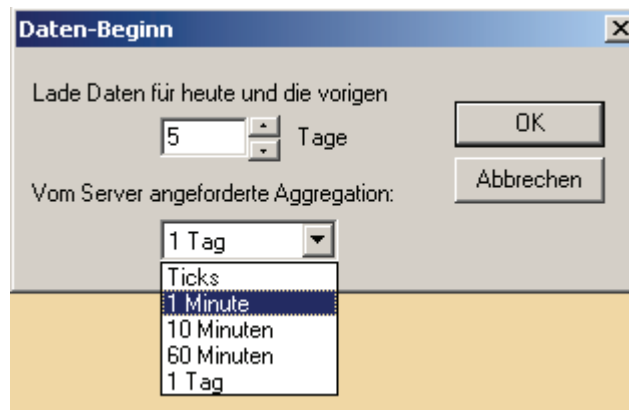 Daten-Beginn
Lade Daten für heute und die vorigen
5 Tage
OK
Abbrechen
Vom Server angeforderte Aggregation:
1 Tag
Ticks
1 Minute
10 Minuten
60 Minuten
1 Tag